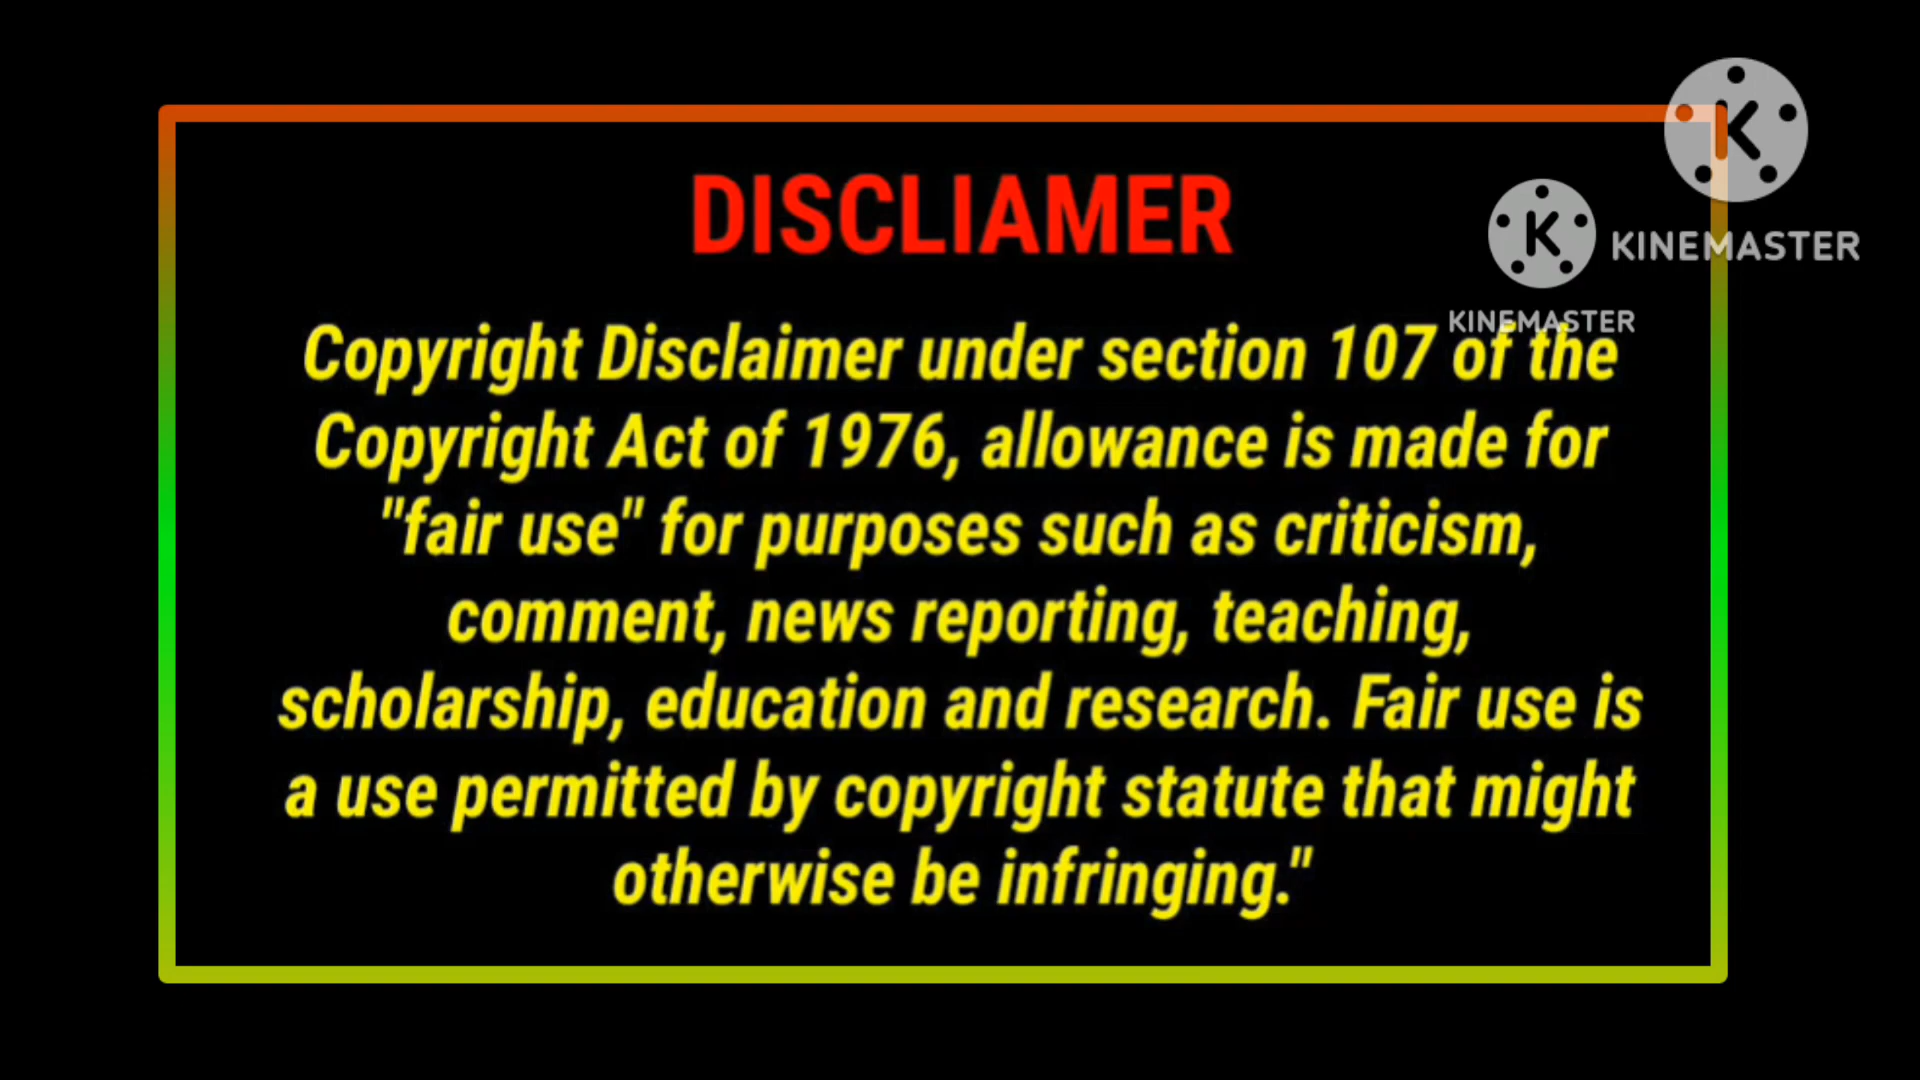 DISCLIAMER
K
K
KINEMASTER
KINEMASTER
Copyright Disclaimer under section 107 of the
Copyright Act of 1976, allowance is made for
"fair use" for purposes such as criticism,
comment, news reporting, teaching,
scholarship, education and research. Fair use is
a use permitted by copyright statute that might
otherwise be infringing."